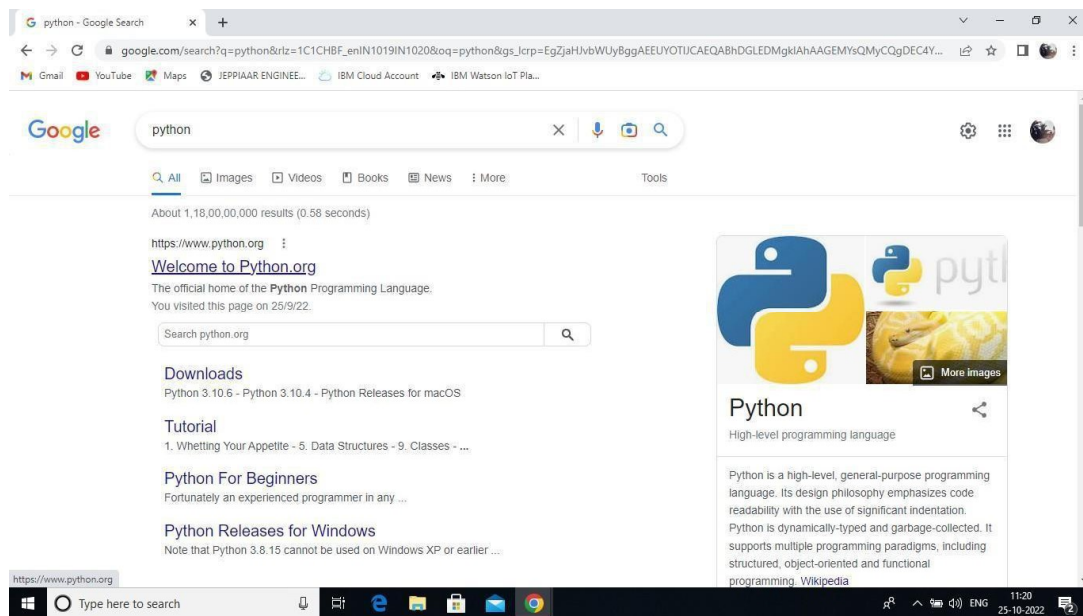 python - Google Search
google.com/search?q=python&rlz=1C1CHBF_enIN1019IN1020&oq=python&gs_lcrp=EgZjaHJvbWUyBggAEEUYOTIJCAEQABhDGLEDMgkIAhAAGEMYsQMyCQgDEC4Y...
Gmail YouTube Maps JEPPIAAR ENGINEE... IBM Cloud Account IBM Watson IoT Pla...
Google python
All Images Videos Books News More Tools
About 1,18,00,00,000 results (0.58 seconds)
https://www.python.org
Welcome to Python.org
The official home of the Python Programming Language.
You visited this page on 25/9/22.
Search python.org
Downloads
Python 3.10.6 - Python 3.10.4 - Python Releases for macOS
Tutorial
1. Whetting Your Appetite - 5. Data Structures - 9. Classes - ...
Python For Beginners
Fortunately an experienced programmer in any ...
Python Releases for Windows
Note that Python 3.8.15 cannot be used on Windows XP or earlier ...
pytl
More images
Python
High-level programming language
Python is a high-level, general-purpose programming
language. Its design philosophy emphasizes code
readability with the use of significant indentation.
Python is dynamically-typed and garbage-collected. It
supports multiple programming paradigms, including
structured, object-oriented and functional
programming. Wikipedia
https://www.python.org
Type here to search
ENG
11:20
25-10-2022
2